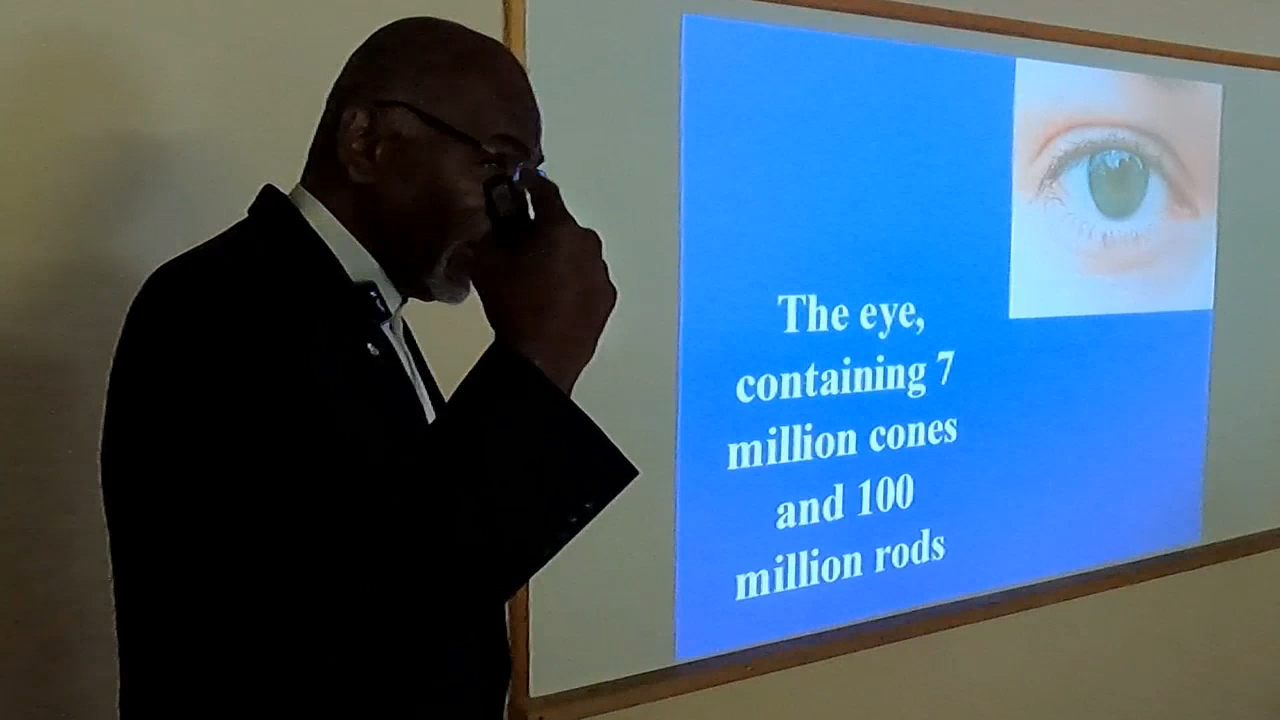 The eye,
containing 7
million cones
and 100
million rods